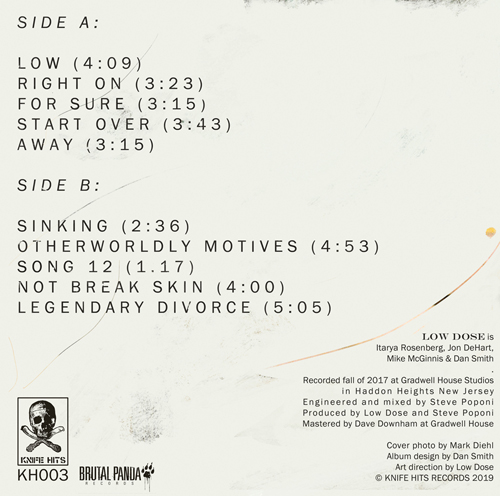 SIDE A:
LOW (4:09)
RIGHT ON (3:23)
FOR SURE (3:15)
START OVER (3:43)
AWAY (3:15)
SIDE B:
SINKING (2:36)
OTHERWORLDLY MOTIVES (4:53)
SONG 12 (1.17)
NOT BREAK SKIN (4:00)
LEGENDARY DIVORCE (5:05)
LOW DOSE is
Itarya Rosenberg, Jon DeHart,
Mike McGinnis & Dan Smith
.
Recorded fall of 2017 at Gradwell House Studios
in Haddon Heights New Jersey
Engineered and mixed by Steve Poponi
Produced by Low Dose and Steve Poponi
Mastered by Dave Downham at Gradwell House
Cover photo by Mark Diehl
Album design by Dan Smith
Art direction by Low Dose
© KNIFE HITS RECORDS 2019
KNIFE HITS
KH003
BRUTAL PANDA
RECORDS